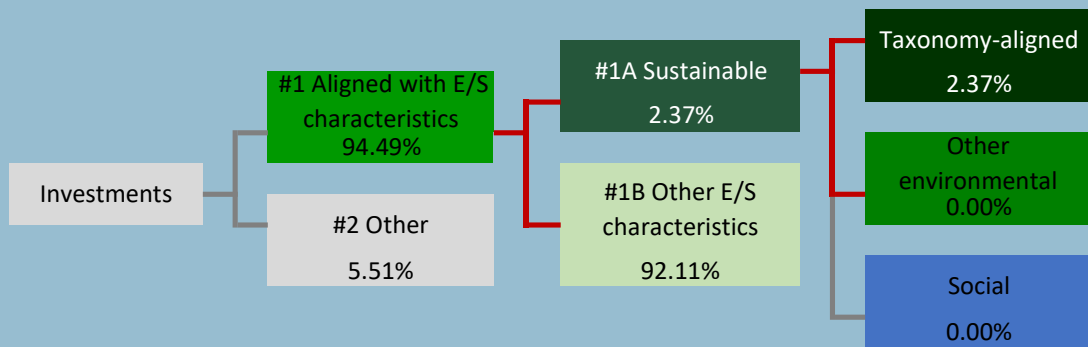 Investments
#1 Aligned with E/S
characteristics
94.49%
#2 Other
5.51%
#1A Sustainable
2.37%
#1B Other E/S
characteristics
92.11%
Taxonomy-aligned
2.37%
Other
environmental
0.00%
Social
0.00%